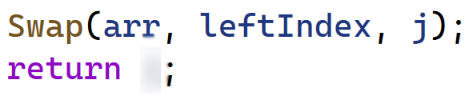 Swap(arr, leftIndex, j);
return ;